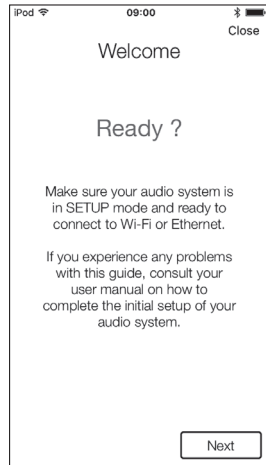 iPod 09:00
Close
Welcome
Ready ?
Make sure your audio system is
in SETUP mode and ready to
connect to Wi-Fi or Ethernet.
If you experience any problems
with this guide, consult your
user manual on how to
complete the initial setup of your
audio system.
Next